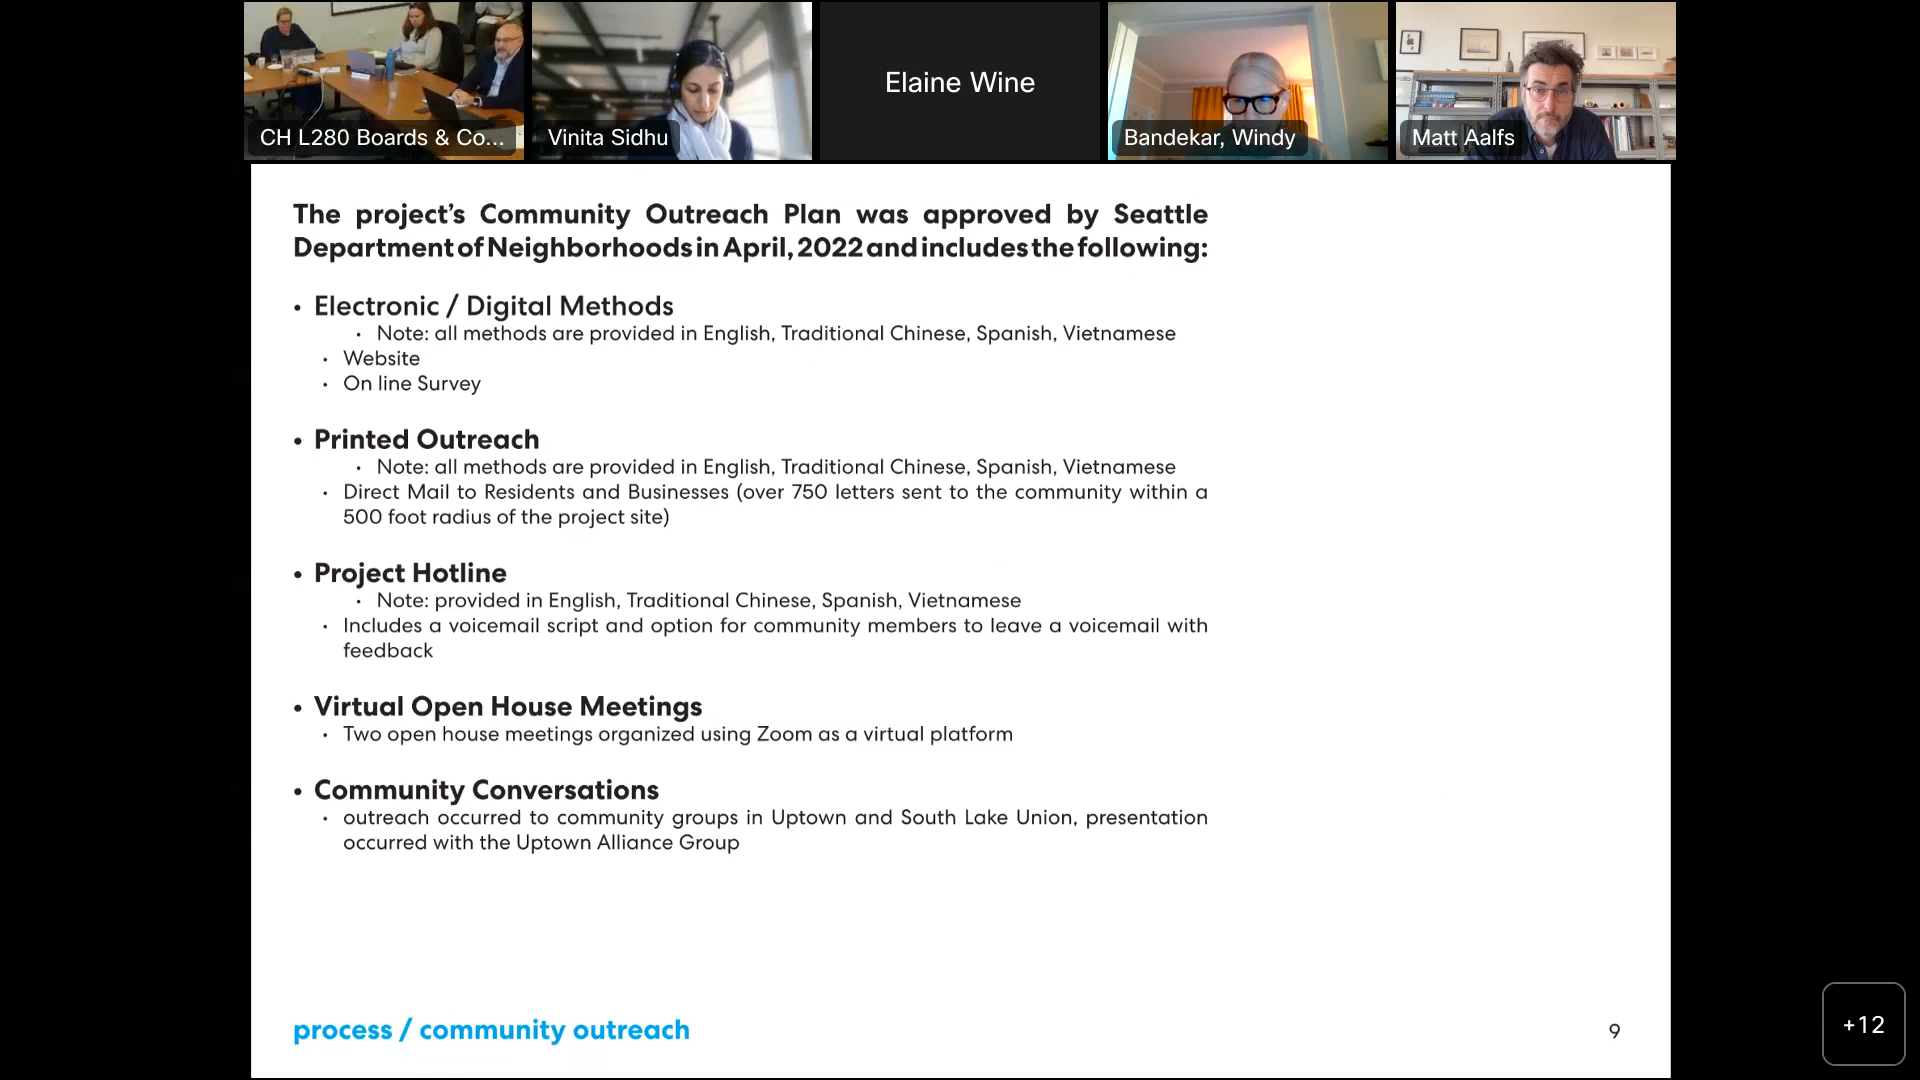 CH L280 Boards & Co...
Vinita Sidhu
Elaine Wine
Bandekar, Windy
Matt Aalfs
The project's Community Outreach Plan was approved by Seattle
Department of Neighborhoods in April, 2022 and includes the following:
• Electronic / Digital Methods
• Note: all methods are provided in English, Traditional Chinese, Spanish, Vietnamese
• Website
• On line Survey
• Printed Outreach
• Note: all methods are provided in English, Traditional Chinese, Spanish, Vietnamese
• Direct Mail to Residents and Businesses (over 750 letters sent to the community within a
500 foot radius of the project site)
• Project Hotline
• Note: provided in English, Traditional Chinese, Spanish, Vietnamese
• Includes a voicemail script and option for community members to leave a voicemail with
feedback
• Virtual Open House Meetings
• Two open house meetings organized using Zoom as a virtual platform
• Community Conversations
• outreach occurred to community groups in Uptown and South Lake Union, presentation
occurred with the Uptown Alliance Group
process / community outreach
9
+12